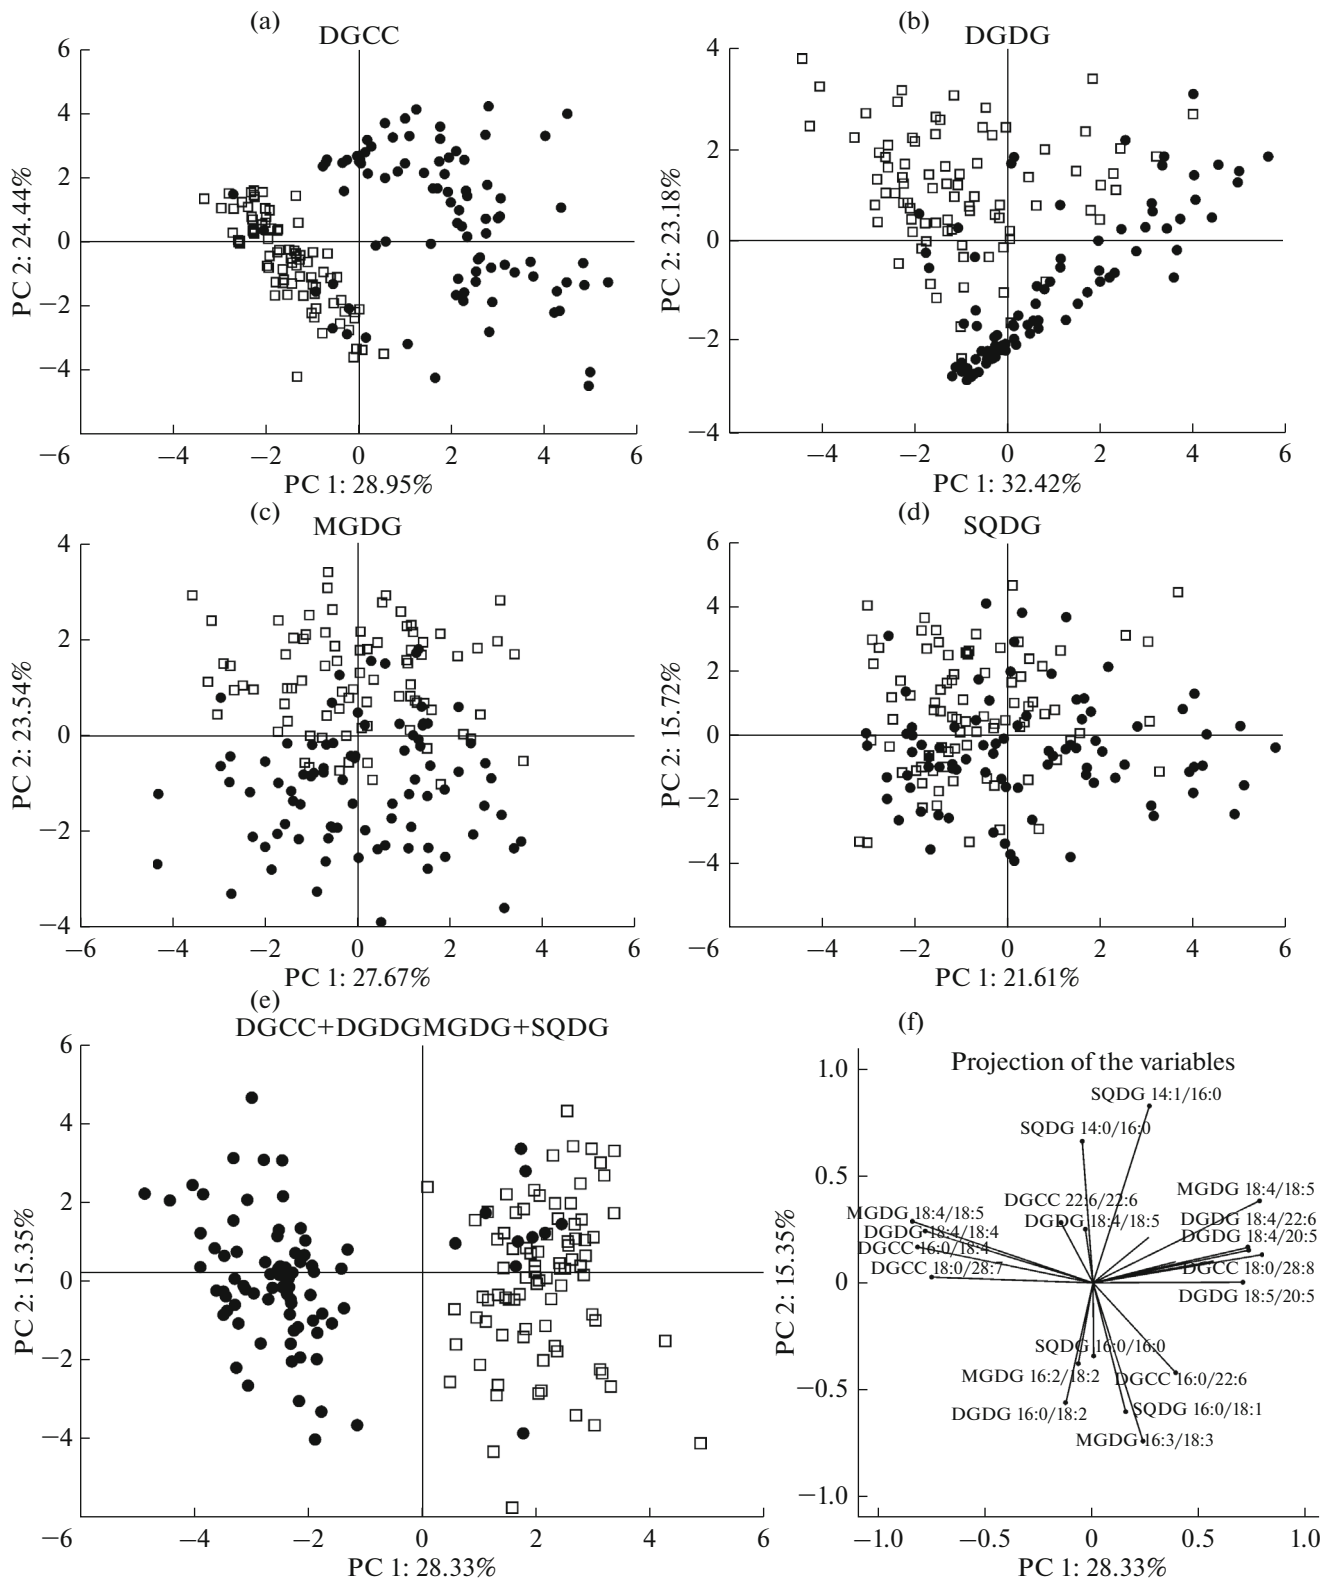 (a)
DGCC
6
4
2
0
−2
−4
−6
−4
−2
0
2
4
6
PC 2: 24.44%
PC 1: 28.95%
(b)
DGDG
4
2
0
−2
−4
−4
−2
0
2
4
6
PC 2: 23.18%
PC 1: 32.42%
(c)
MGDG
4
2
0
−2
−4
−6
−4
−2
0
2
4
6
PC 2: 23.54%
PC 1: 27.67%
(d)
SQDG
6
4
2
0
−2
−4
−6
−4
−2
0
2
4
6
PC 2: 15.72%
PC 1: 21.61%
(e)
DGCC+DGDGMGDG+SQDG
6
4
2
0
−2
−4
−6
−4
−2
0
2
4
6
PC 2: 15.35%
PC 1: 28.33%
(f)
Projection of the variables
1.0
0.5
0
−0.5
−1.0
SQDG 14:1/16:0
SQDG 14:0/16:0
MGDG 18:4/18:5
DGCC 22:6/22:6
MGDG 18:4/18:5
DGDG 18:4/18:5
DGDG 18:4/22:6
DGDG 18:4/18:4
DGDG 18:4/20:5
DGCC 16:0/18:4
DGCC 18:0/28:7
DGCC 18:0/28:8
DGDG 18:5/20:5
SQDG 16:0/16:0
MGDG 16:2/18:2
DGCC 16:0/22:6
DGDG 16:0/18:2
SQDG 16:0/18:1
MGDG 16:3/18:3
−1.0
−0.5
0
0.5
1.0
PC 2: 15.35%
PC 1: 28.33%